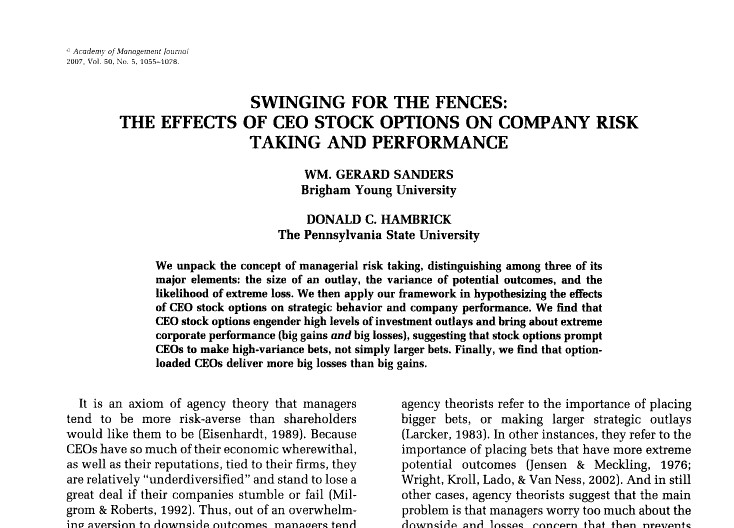 © Academy of Management Journal
2007, Vol. 50, No. 5, 1055–1078.
SWINGING FOR THE FENCES:
THE EFFECTS OF CEO STOCK OPTIONS ON COMPANY RISK
TAKING AND PERFORMANCE
WM. GERARD SANDERS
Brigham Young University
DONALD C. HAMBRICK
The Pennsylvania State University
We unpack the concept of managerial risk taking, distinguishing among three of its
major elements: the size of an outlay, the variance of potential outcomes, and the
likelihood of extreme loss. We then apply our framework in hypothesizing the effects
of CEO stock options on strategic behavior and company performance. We find that
CEO stock options engender high levels of investment outlays and bring about extreme
corporate performance (big gains and big losses), suggesting that stock options prompt
CEOs to make high-variance bets, not simply larger bets. Finally, we find that option-
loaded CEOs deliver more big losses than big gains.
It is an axiom of agency theory that managers
tend to be more risk-averse than shareholders
would like them to be (Eisenhardt, 1989). Because
CEOs have so much of their economic wherewithal,
as well as their reputations, tied to their firms, they
are relatively “underdiversified” and stand to lose a
great deal if their companies stumble or fail (Mil-
grom & Roberts, 1992). Thus, out of an overwhelm-
ing aversion to downside outcomes, managers tend
agency theorists refer to the importance of placing
bigger bets, or making larger strategic outlays
(Larcker, 1983). In other instances, they refer to the
importance of placing bets that have more extreme
potential outcomes (Jensen & Meckling, 1976;
Wright, Kroll, Lado, & Van Ness, 2002). And in still
other cases, agency theorists suggest that the main
problem is that managers worry too much about the
downside and losses, concern that then prevents